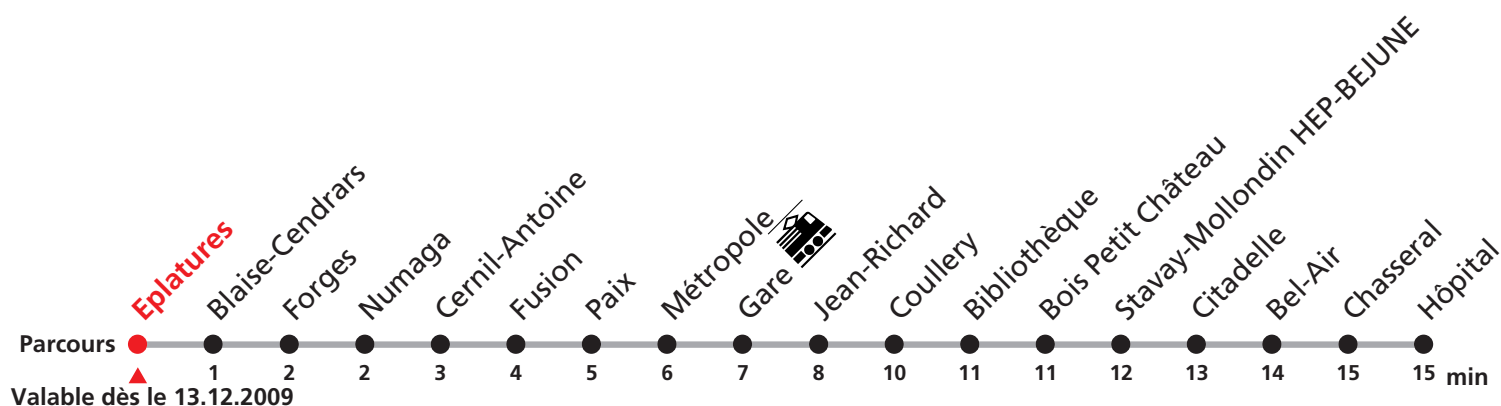 Eplatures
Blaise-Cendrars
Forges
Numaga
Cernil-Antoine
Fusion
Paix
Métropole
Gare
Jean-Richard
Coullery
Bibliothèque
Bois Petit Château
Stavay-Mollondin HEP-BEJUNE
Citadelle
Bel-Air
Chasseral
Hôpital
Parcours
1 2 2 3 4 5 6 7 8 10 11 11 12 13 14 15 15 min
Valable dès le 13.12.2009